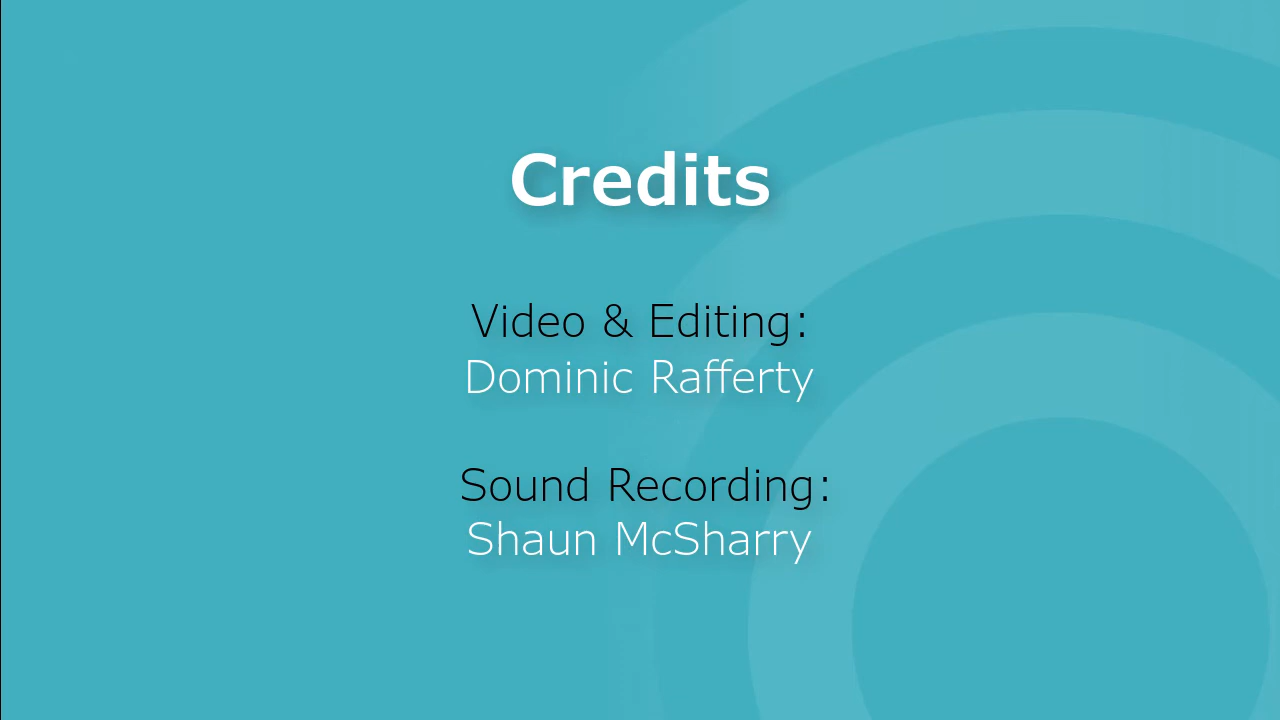 Credits
Video & Editing:
Dominic Rafferty
Sound Recording:
Shaun McSharry